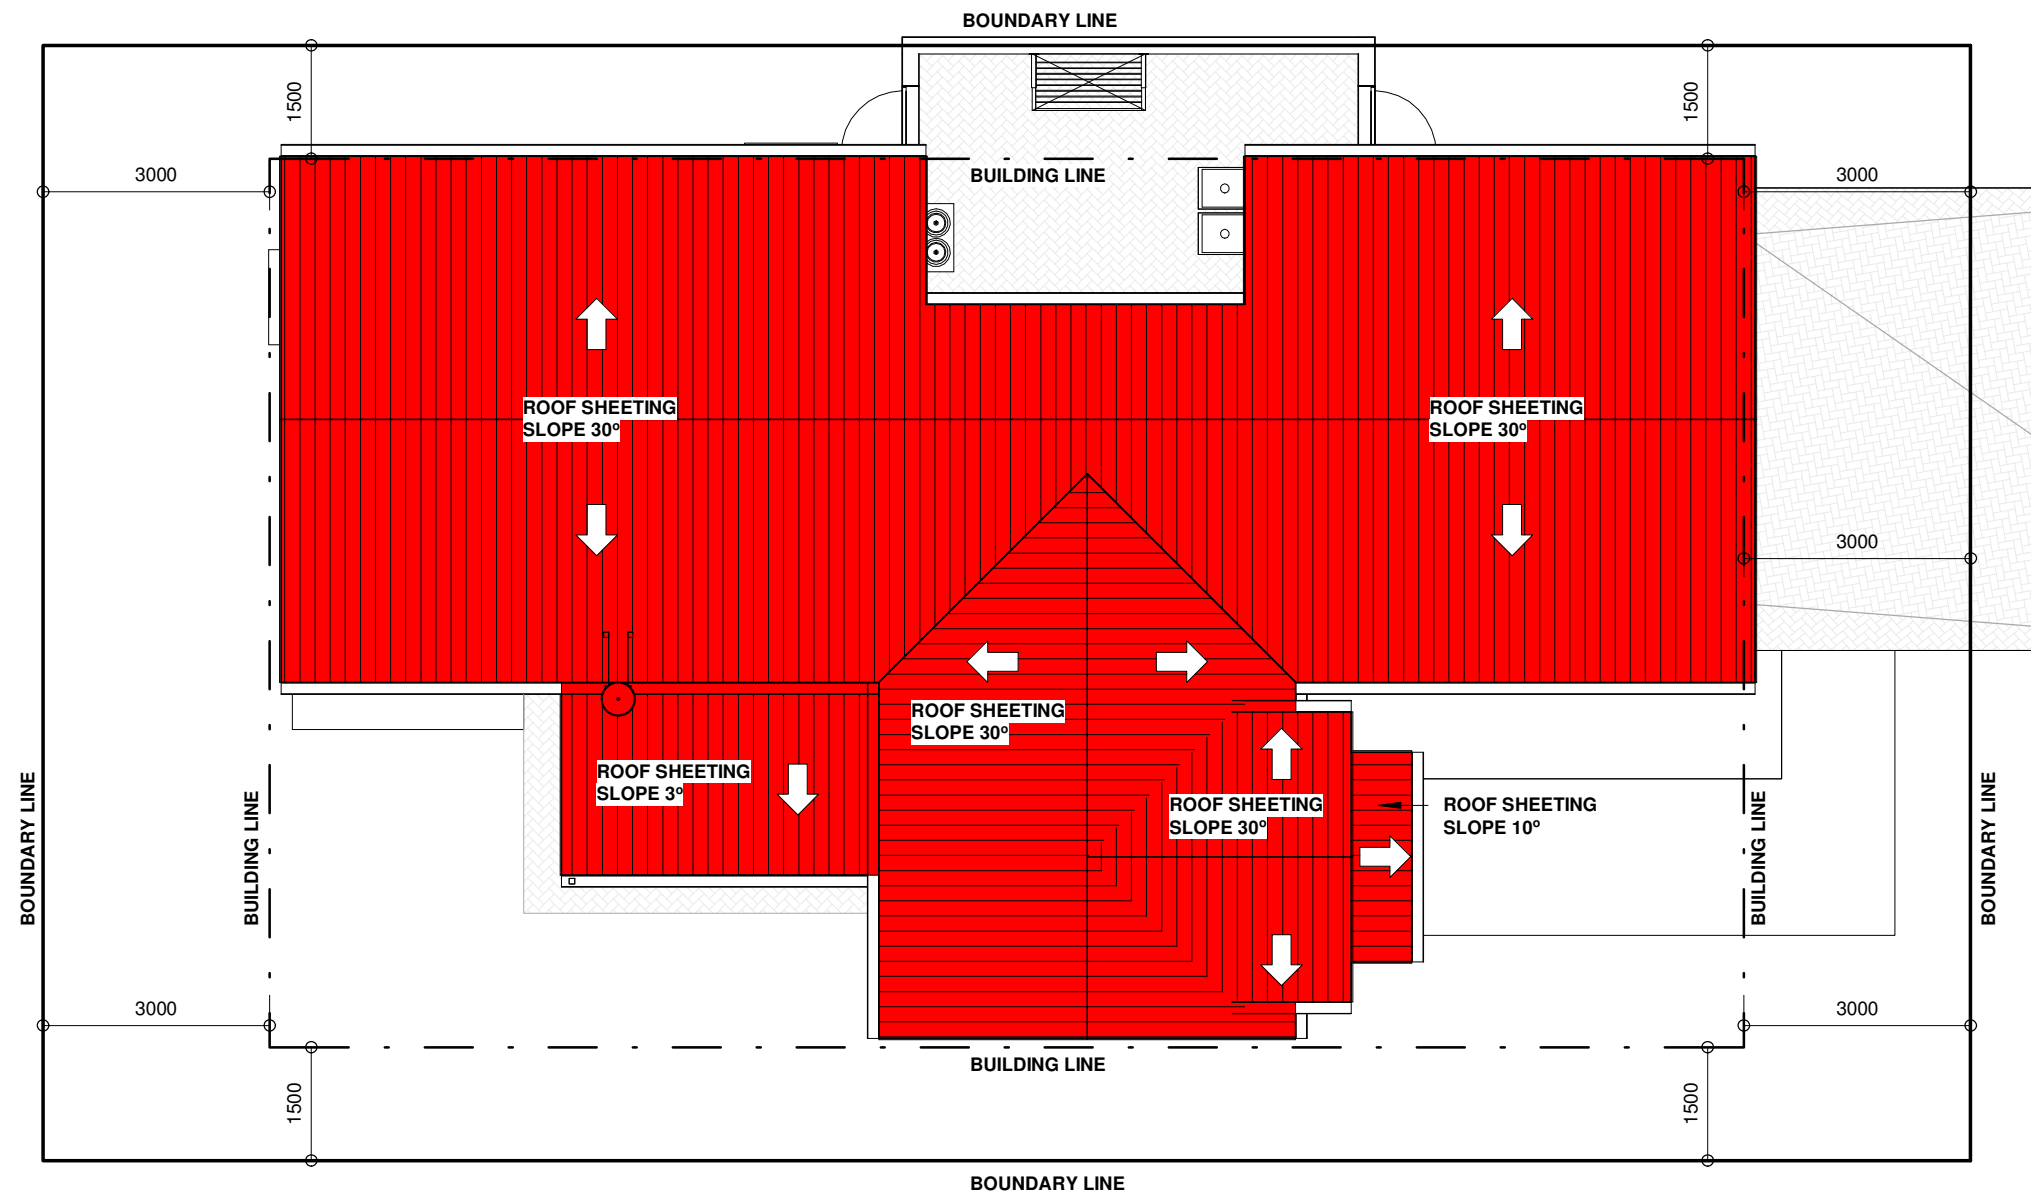 BOUNDARY LINE
1500
1500
3000
BUILDING LINE
3000
ROOF SHEETING
SLOPE 30º
ROOF SHEETING
SLOPE 30º
3000
ROOF SHEETING
SLOPE 30º
ROOF SHEETING
SLOPE 3º
ROOF SHEETING
SLOPE 30º
ROOF SHEETING
SLOPE 10º
BOUNDARY LINE
BUILDING LINE
BUILDING LINE
BOUNDARY LINE
3000
3000
BUILDING LINE
1500
1500
BOUNDARY LINE